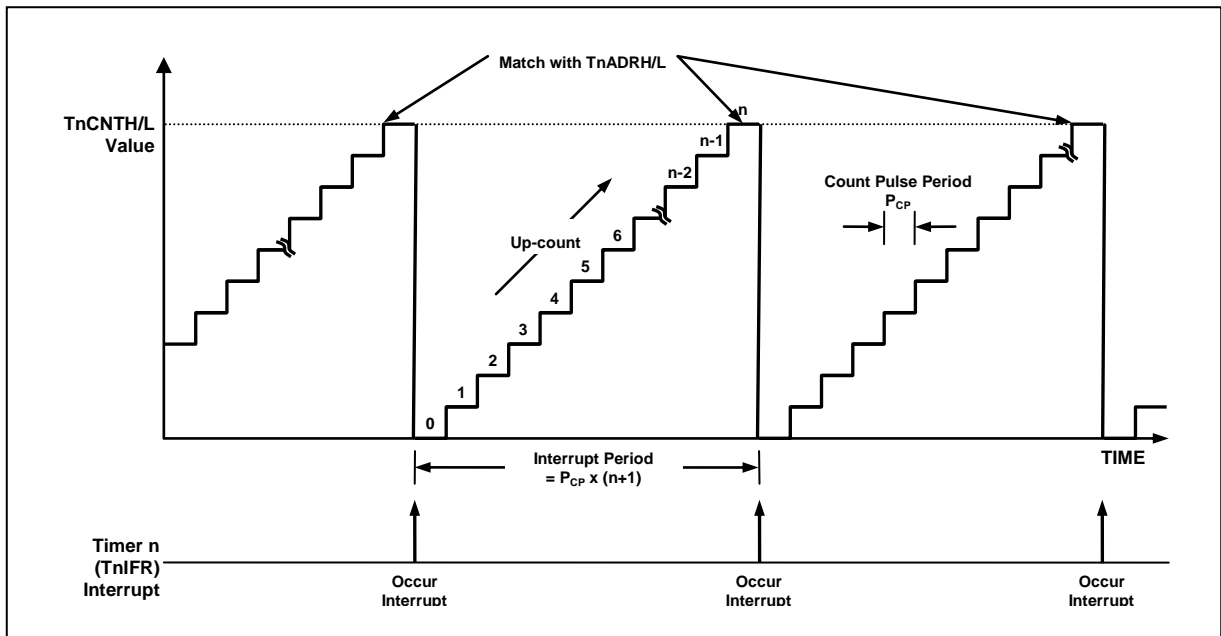 Match with TnADRH/L
TnCNTH/L
Value
n
n-1
n-2
Count Pulse Period
PCP
6
Up-count
5
4
3
2
1
0
Interrupt Period
= PCP x (n+1)
TIME
Timer n
(TnIFR)
Interrupt
Occur
Interrupt
Occur
Interrupt
Occur
Interrupt